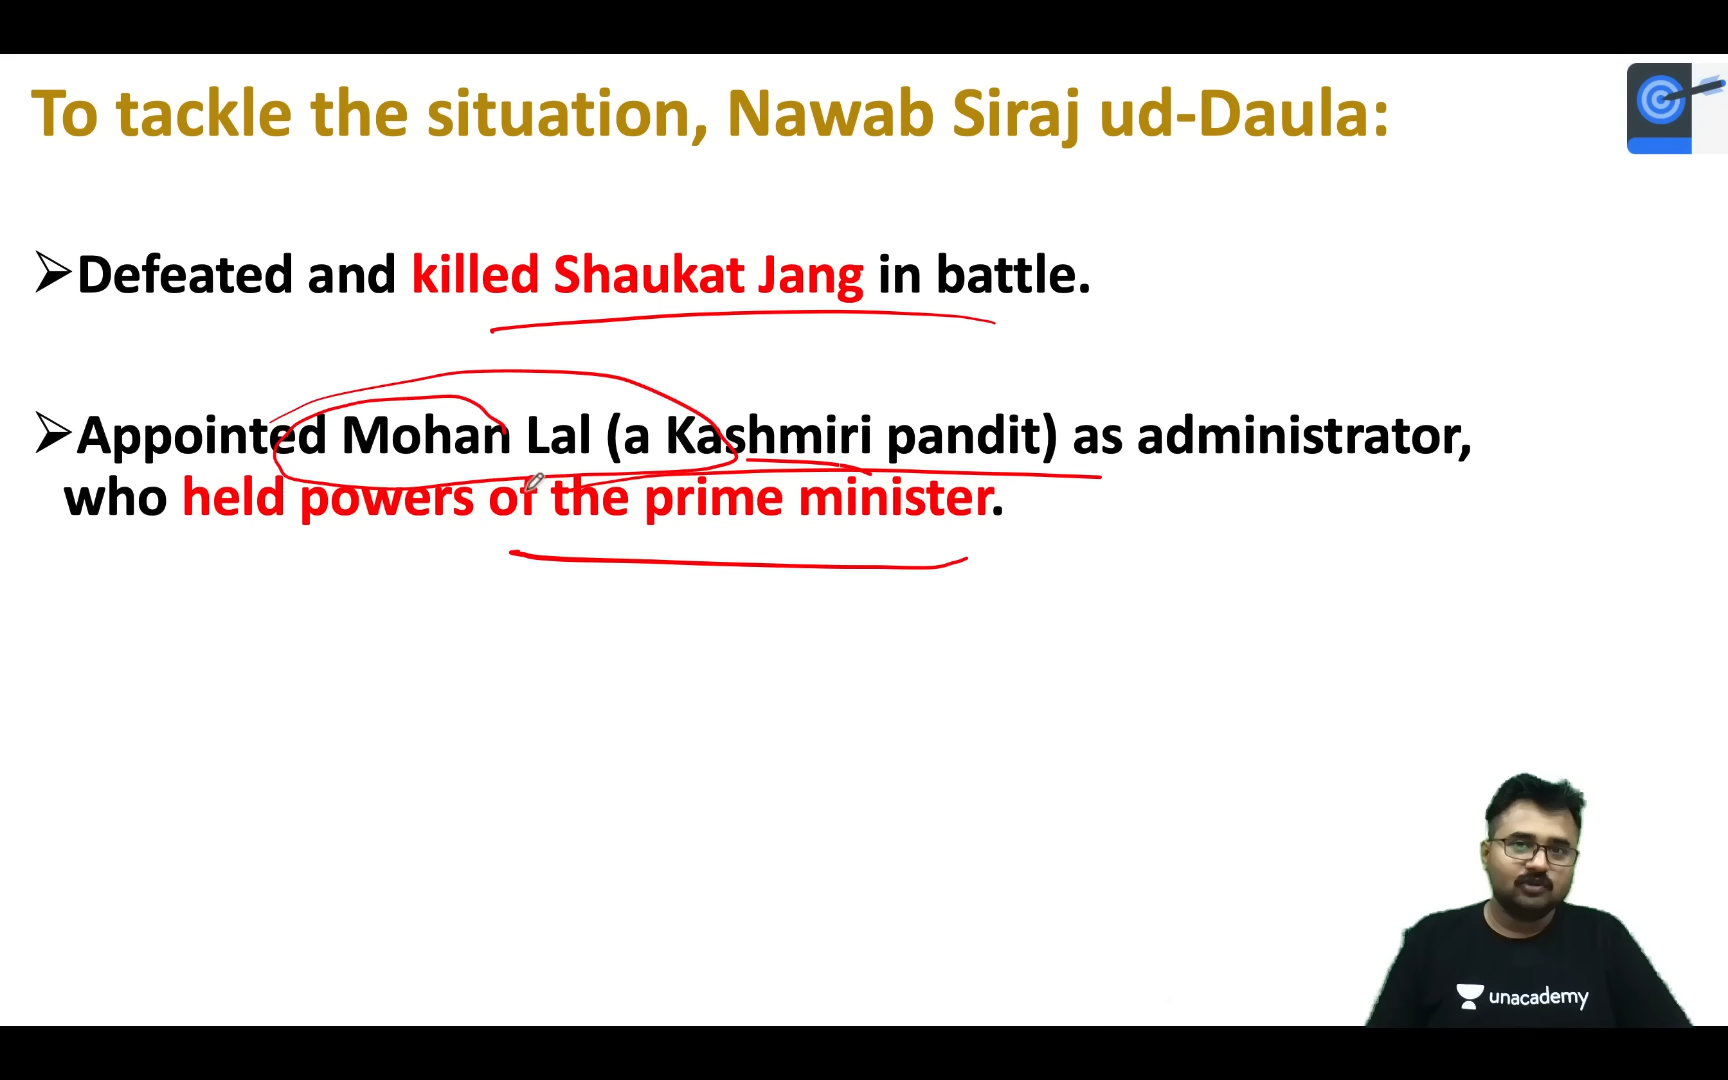 To tackle the situation, Nawab Siraj ud-Daula:
➢Defeated and killed Shaukat Jang in battle.
➢Appointed Mohan Lal (a Kashmiri pandit) as administrator,
who held powers of the prime minister.
unacademy